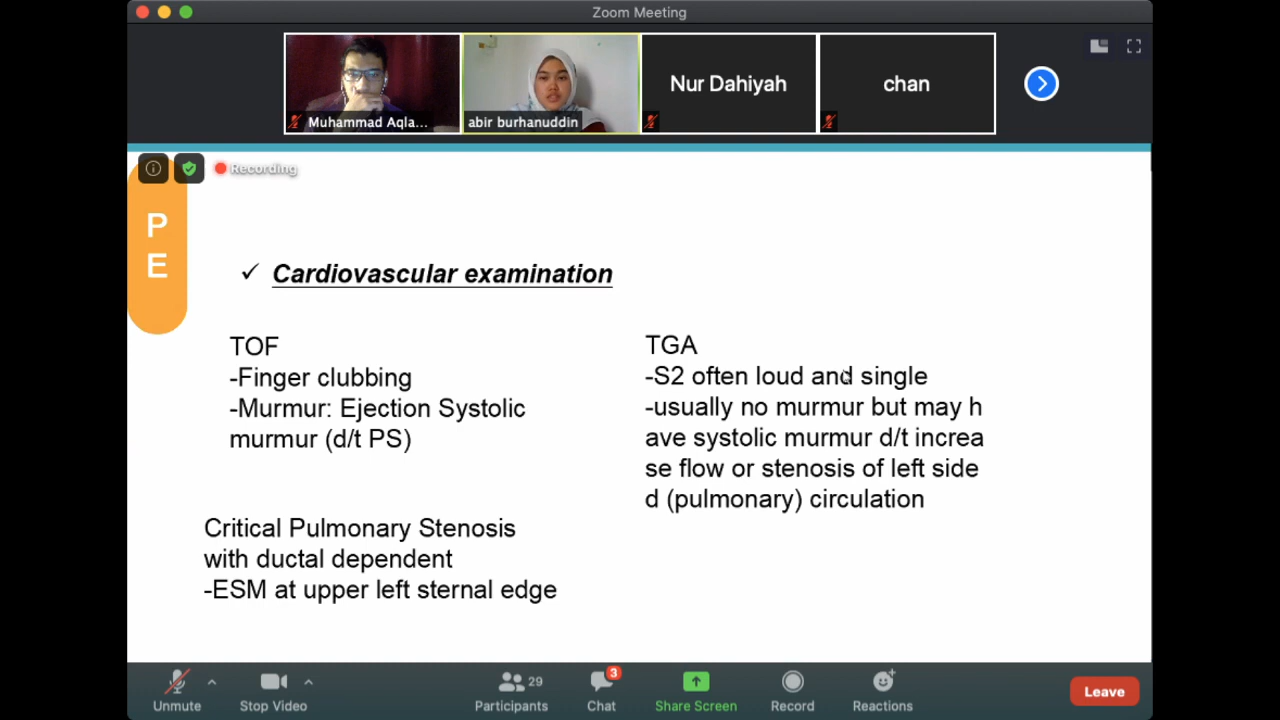 Zoom Meeting
Muhammad Aqla...
abir burhanuddin
Nur Dahiyah
chan
Recording
P
E
✓ Cardiovascular examination
TOF
-Finger clubbing
-Murmur: Ejection Systolic
murmur (d/t PS)
TGA
-S2 often loud and single
-usually no murmur but may h
ave systolic murmur d/t increa
se flow or stenosis of left side
d (pulmonary) circulation
Critical Pulmonary Stenosis
with ductal dependent
-ESM at upper left sternal edge
Unmute
Stop Video
29
Participants
3
Chat
Share Screen
Record
Reactions
Leave